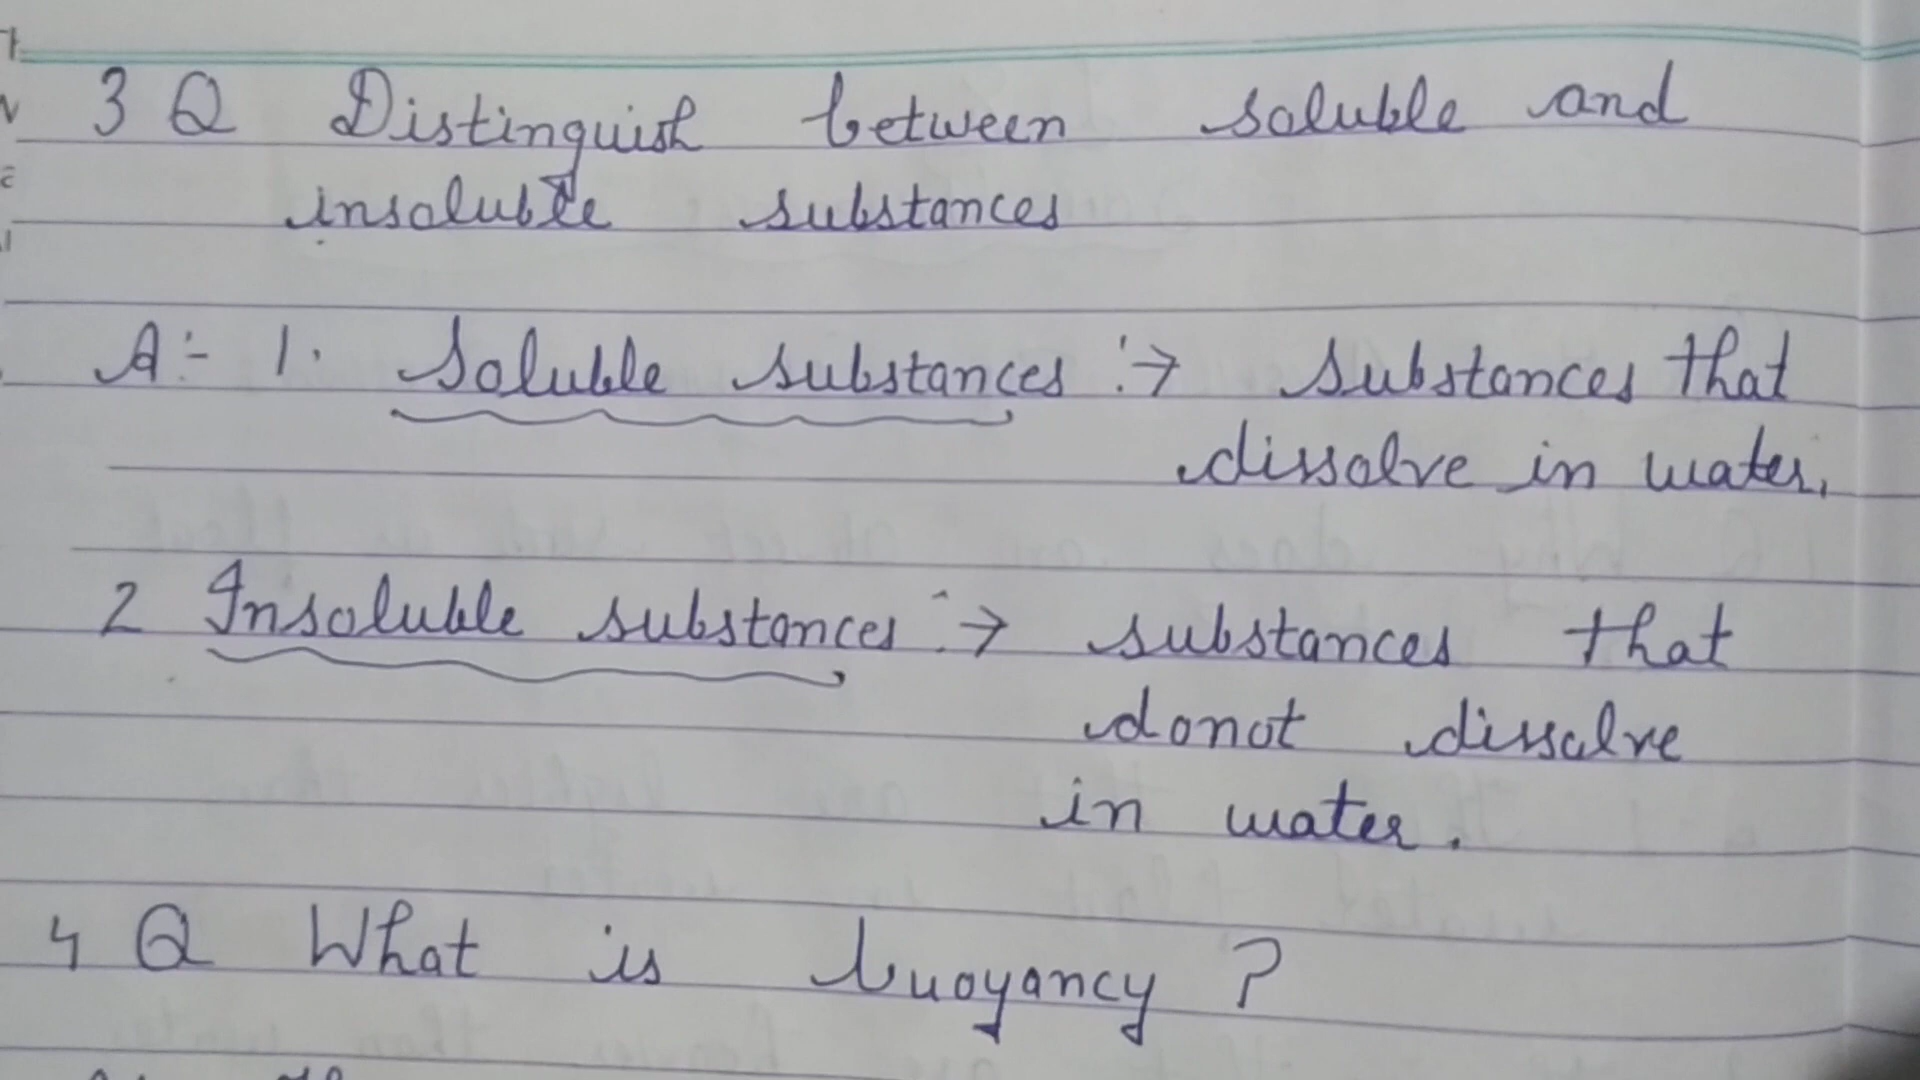 3 Q Distinguish between soluble and
insoluble substances
A:- 1. Soluble substances :→ substances that
dissolve in water.
2 Insoluble substances :→ substances that
donot dissolve
in water.
4 Q What is buoyancy ?